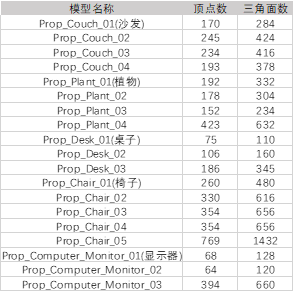 模型名称 顶点数 三角面数
Prop_Couch_01(沙发) 170 284
Prop_Couch_02 245 424
Prop_Couch_03 234 416
Prop_Couch_04 193 378
Prop_Plant_01(植物) 192 332
Prop_Plant_02 178 304
Prop_Plant_03 152 234
Prop_Plant_04 423 632
Prop_Desk_01(桌子) 75 110
Prop_Desk_02 106 160
Prop_Desk_03 186 345
Prop_Chair_01(椅子) 260 480
Prop_Chair_02 330 616
Prop_Chair_03 354 656
Prop_Chair_04 354 656
Prop_Chair_05 769 1432
Prop_Computer_Monitor_01(显示器) 68 128
Prop_Computer_Monitor_02 64 120
Prop_Computer_Monitor_03 394 660